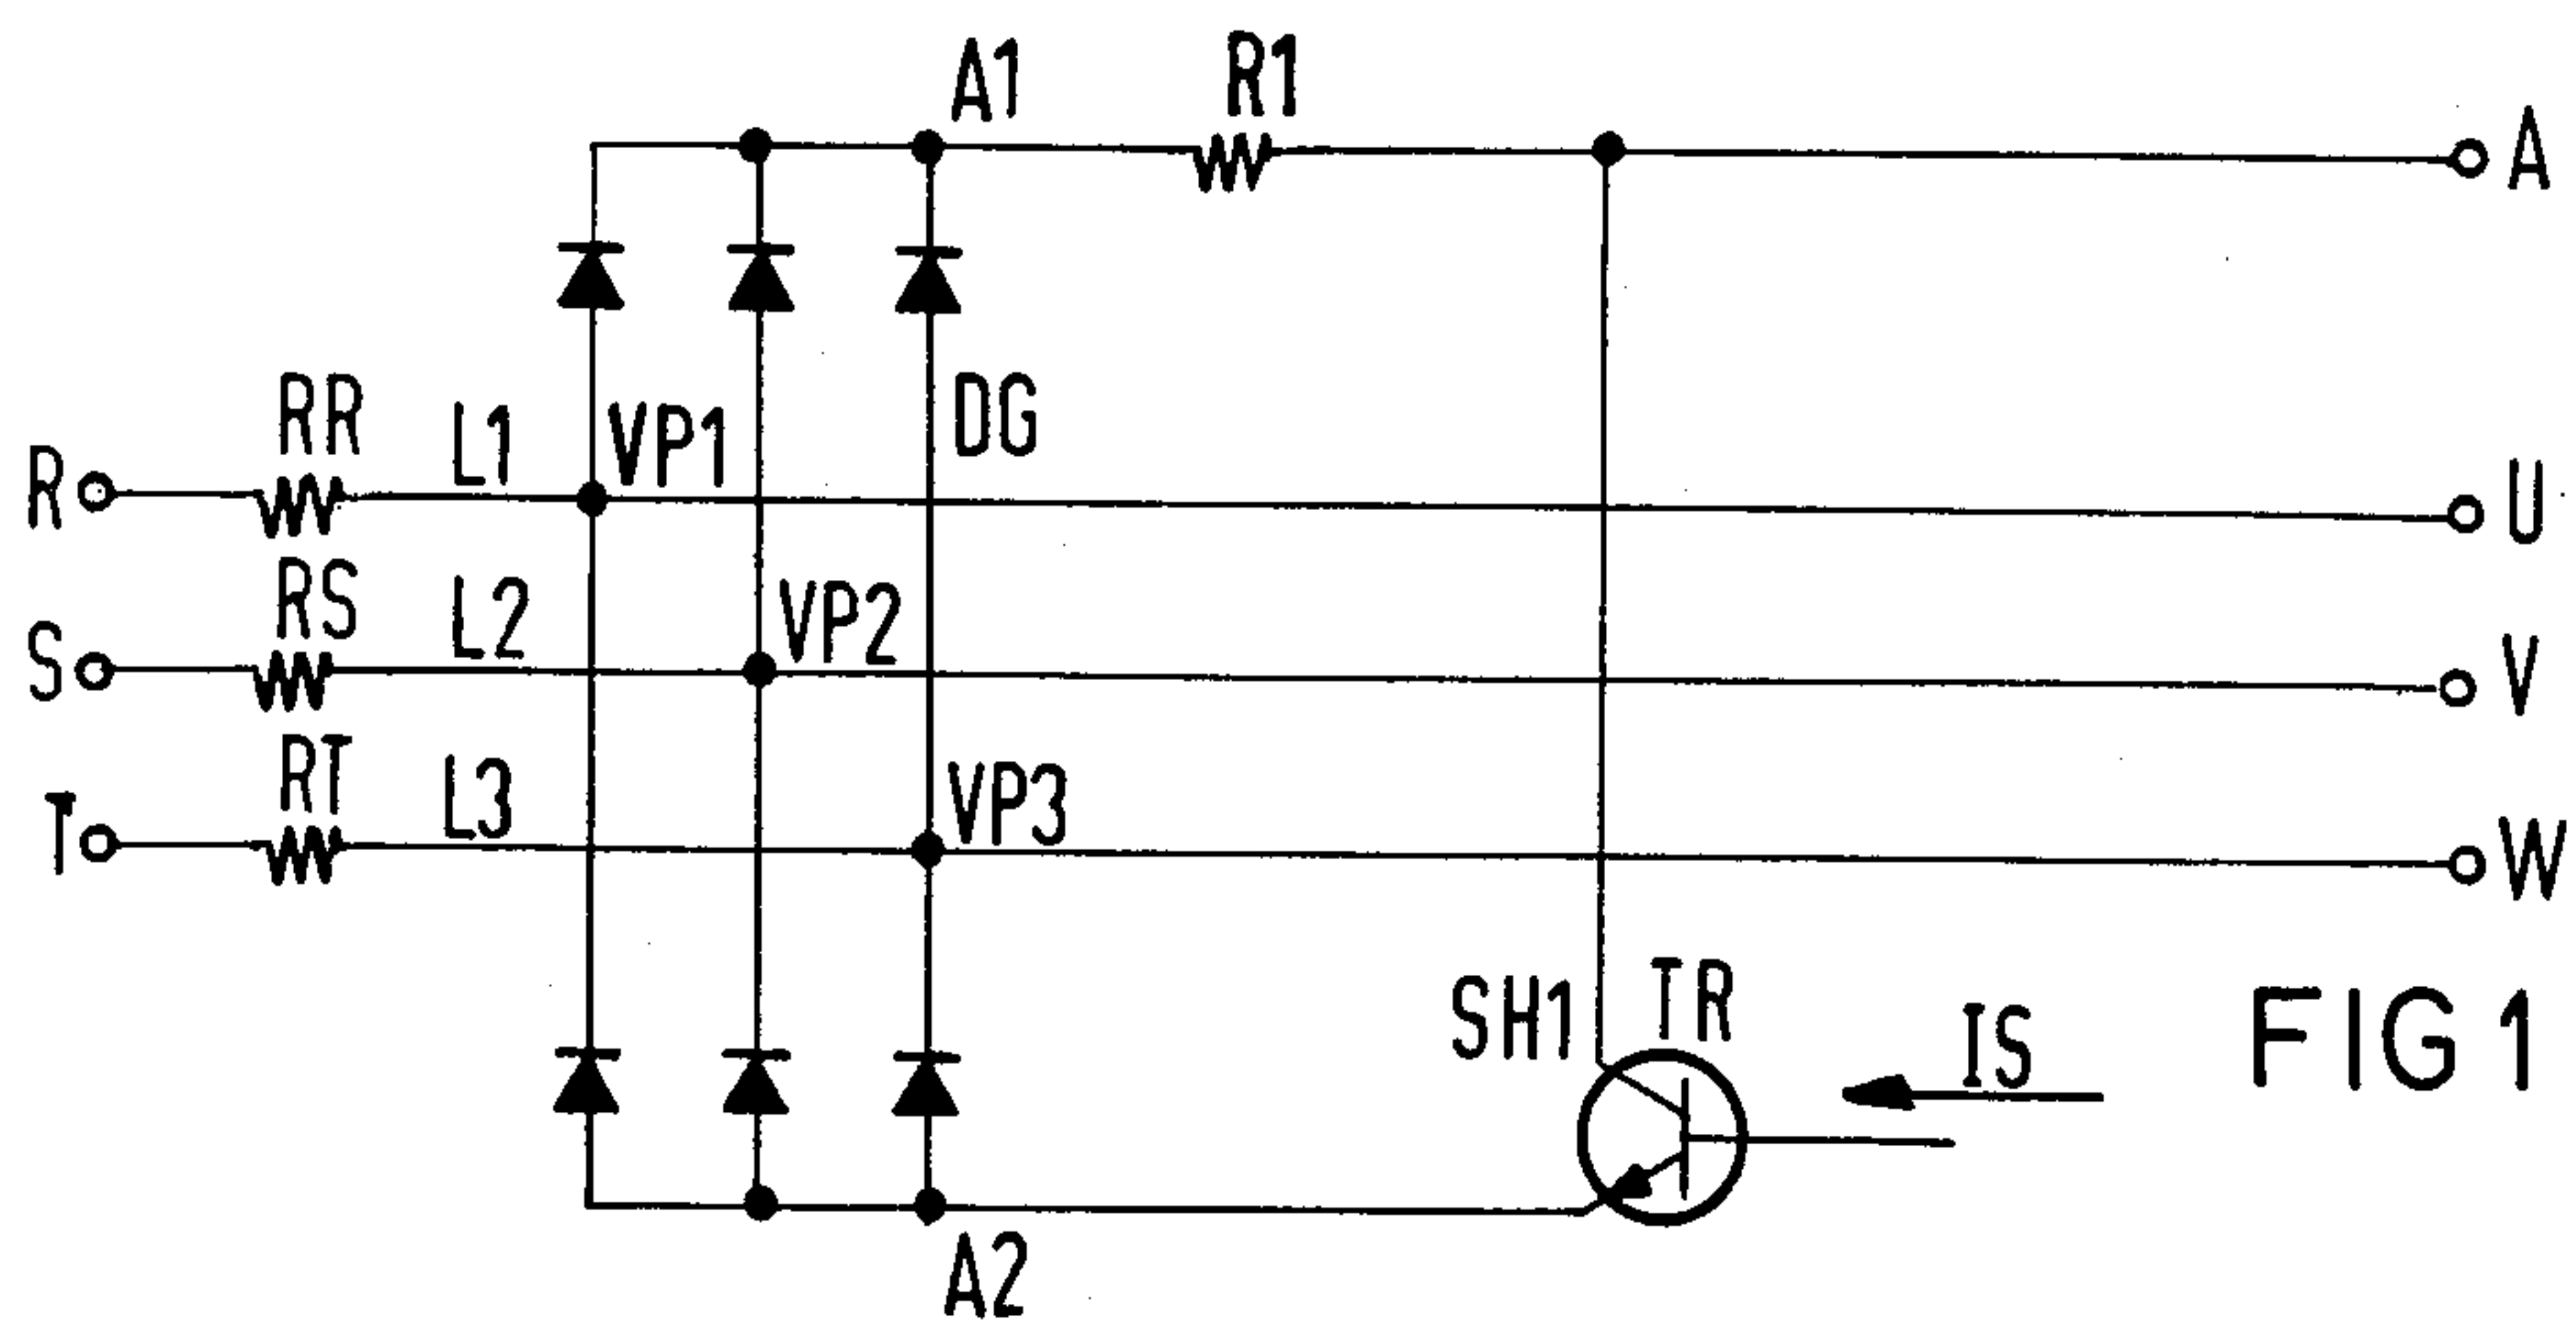 A1
R1
A
RR
L1
VP1
DG
R
U
RS
L2
VP2
S
V
RT
L3
VP3
T
W
SH1
TR
IS
FIG 1
A2